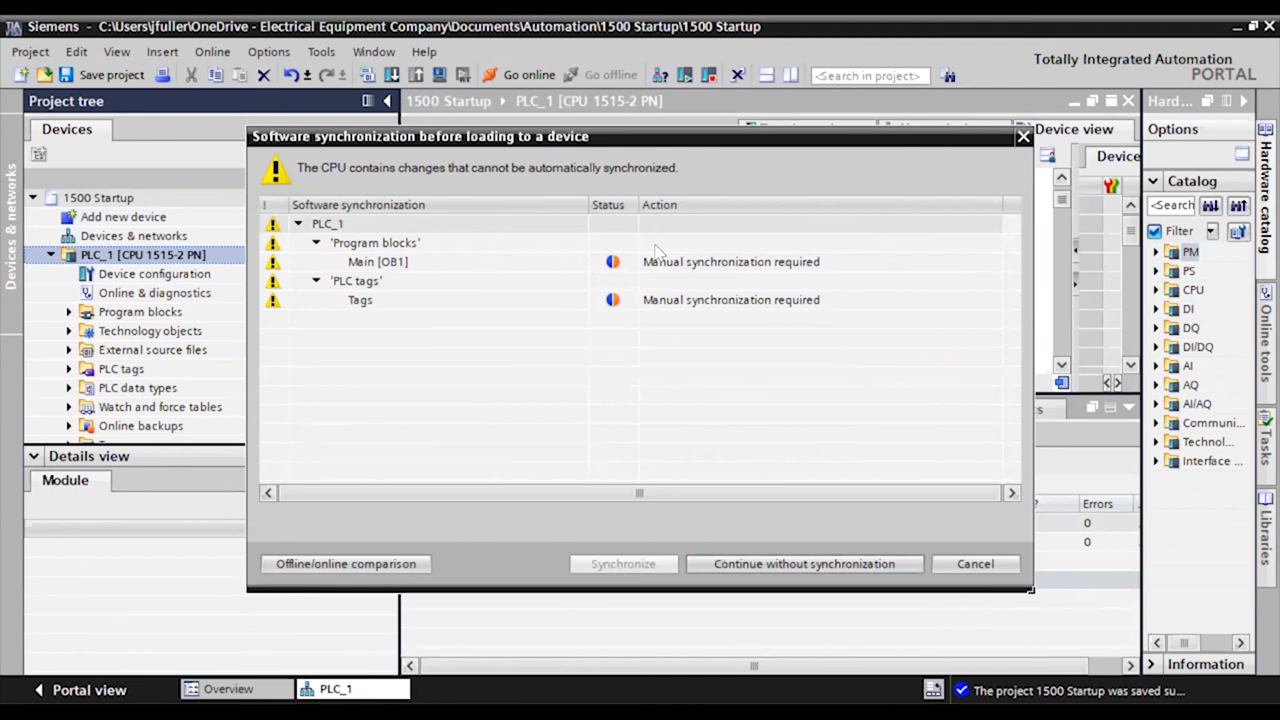 Siemens - C:\Users\jfuller\OneDrive - Electrical Equipment Company\Documents\Automation\1500 Startup\1500 Startup
Project Edit View Insert Online Options Tools Window Help
Totally Integrated Automation
PORTAL
Save project
Go online
Go offline
<Search in project>
Project tree
1500 Startup › PLC_1 [CPU 1515-2 PN]
Hard...
Devices
Devices & networks
1500 Startup
Add new device
Devices & networks
PLC_1 [CPU 1515-2 PN]
Device configuration
Online & diagnostics
Program blocks
Technology objects
External source files
PLC tags
PLC data types
Watch and force tables
Online backups
Details view
Module
Software synchronization before loading to a device
The CPU contains changes that cannot be automatically synchronized.
! Software synchronization Status Action
PLC_1
'Program blocks'
Main [OB1] Manual synchronization required
'PLC tags'
Tags Manual synchronization required
Offline/online comparison
Synchronize
Continue without synchronization
Cancel
Device view
Device
Errors
0
0
Options
Catalog
<Search
Filter
PM
PS
CPU
DI
DQ
DI/DQ
AI
AQ
AI/AQ
Communi...
Technol...
Interface ...
Information
Hardware catalog
Online tools
Tasks
Libraries
Portal view
Overview
PLC_1
The project 1500 Startup was saved su...